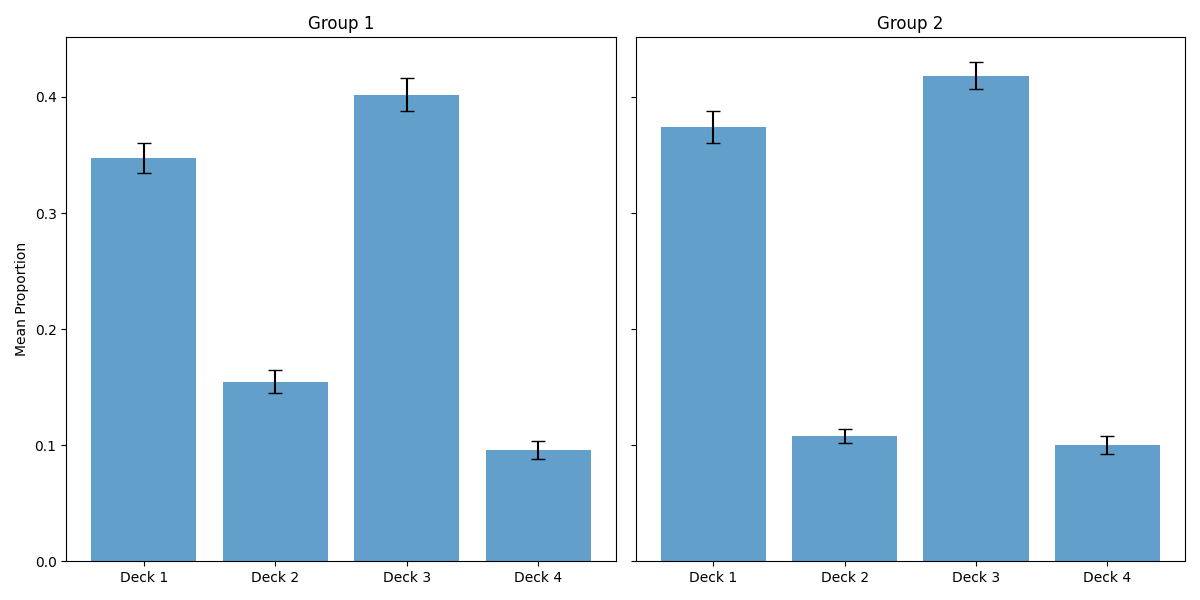 Group 1
Group 2
Mean Proportion
0.4
0.3
0.2
0.1
0.0
Deck 1 Deck 2 Deck 3 Deck 4
Deck 1 Deck 2 Deck 3 Deck 4